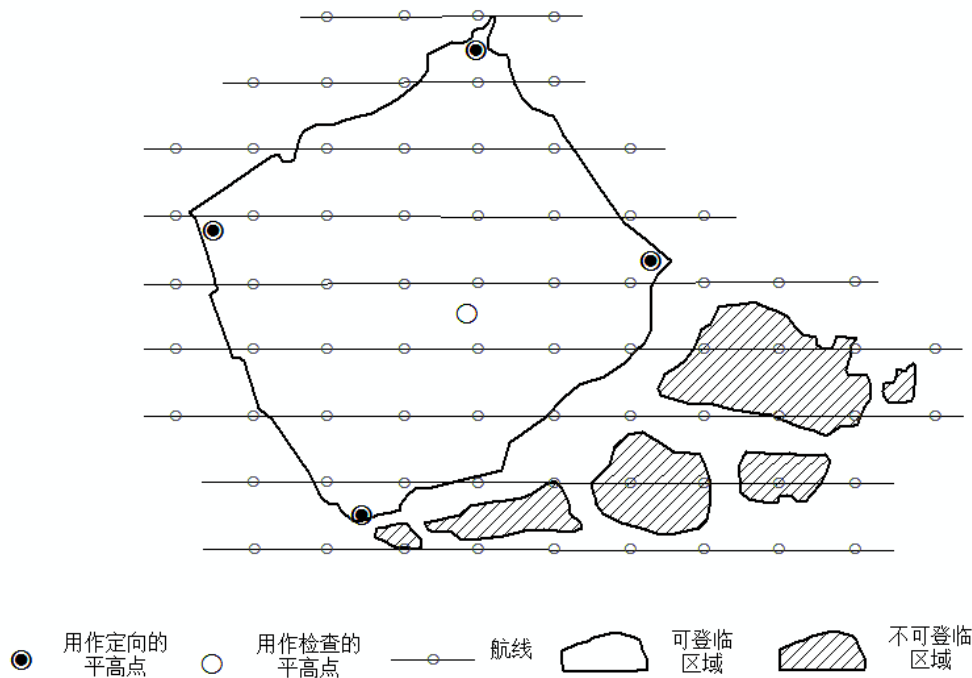 用作定向的
平高点
用作检查的
平高点
航线
可登临
区域
不可登临
区域